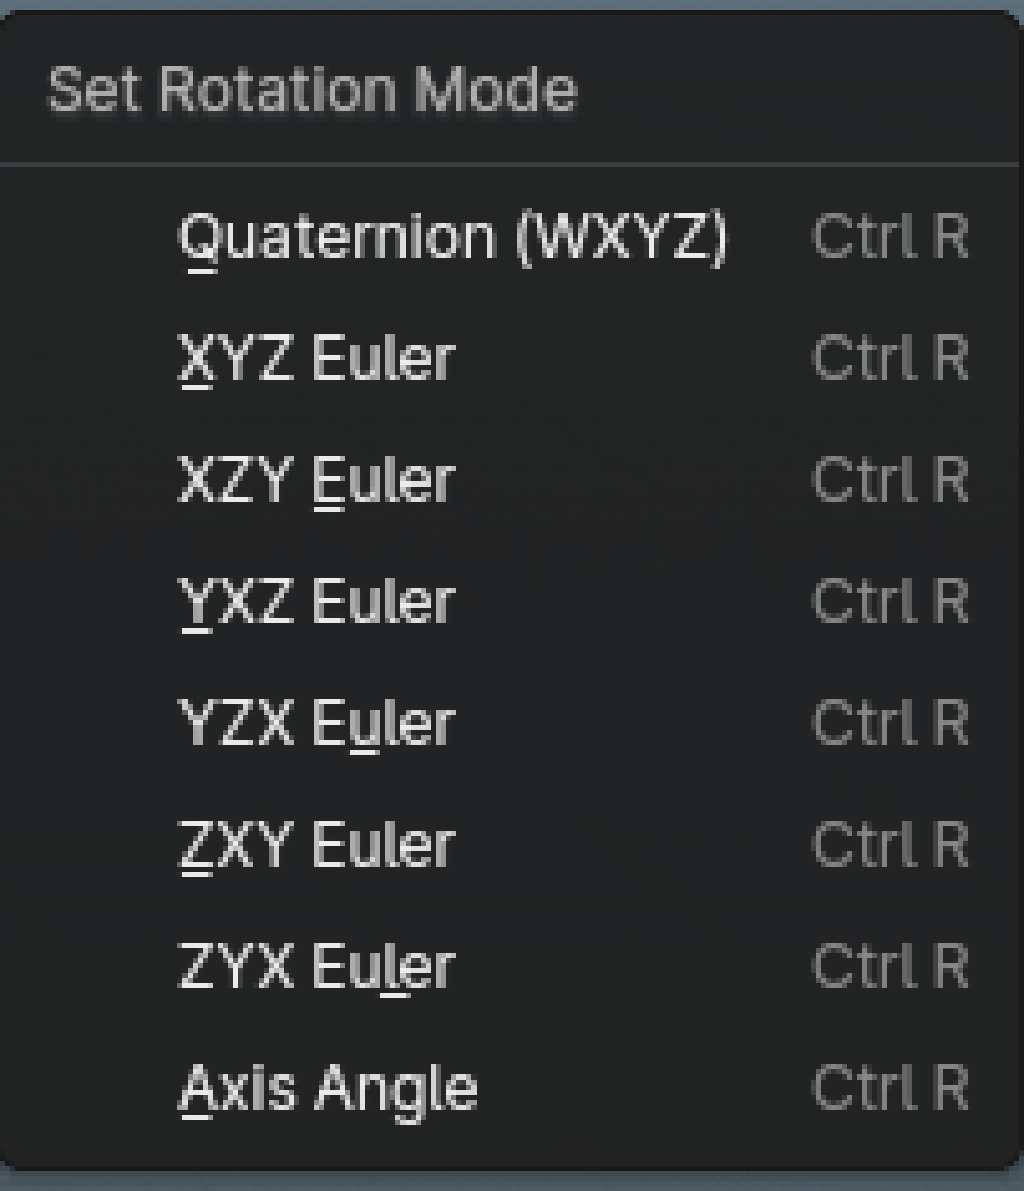 Set Rotation Mode
Quaternion (WXYZ) Ctrl R
XYZ Euler Ctrl R
XZY Euler Ctrl R
YXZ Euler Ctrl R
YZX Euler Ctrl R
ZXY Euler Ctrl R
ZYX Euler Ctrl R
Axis Angle Ctrl R